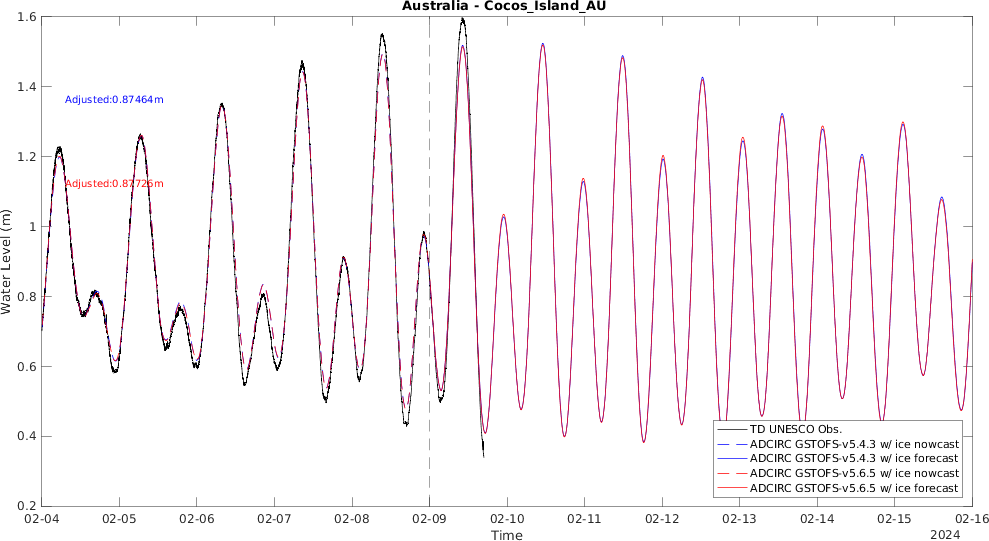 Australia - Cocos_Island_AU
1.6
1.4
1.2
1
0.8
0.6
0.4
0.2
Water Level (m)
Adjusted:0.87464m
Adjusted:0.87726m
TD UNESCO Obs.
ADCIRC GSTOFS-v5.4.3 w/ ice nowcast
ADCIRC GSTOFS-v5.4.3 w/ ice forecast
ADCIRC GSTOFS-v5.6.5 w/ ice nowcast
ADCIRC GSTOFS-v5.6.5 w/ ice forecast
02-04 02-05 02-06 02-07 02-08 02-09 02-10 02-11 02-12 02-13 02-14 02-15 02-16
Time
2024